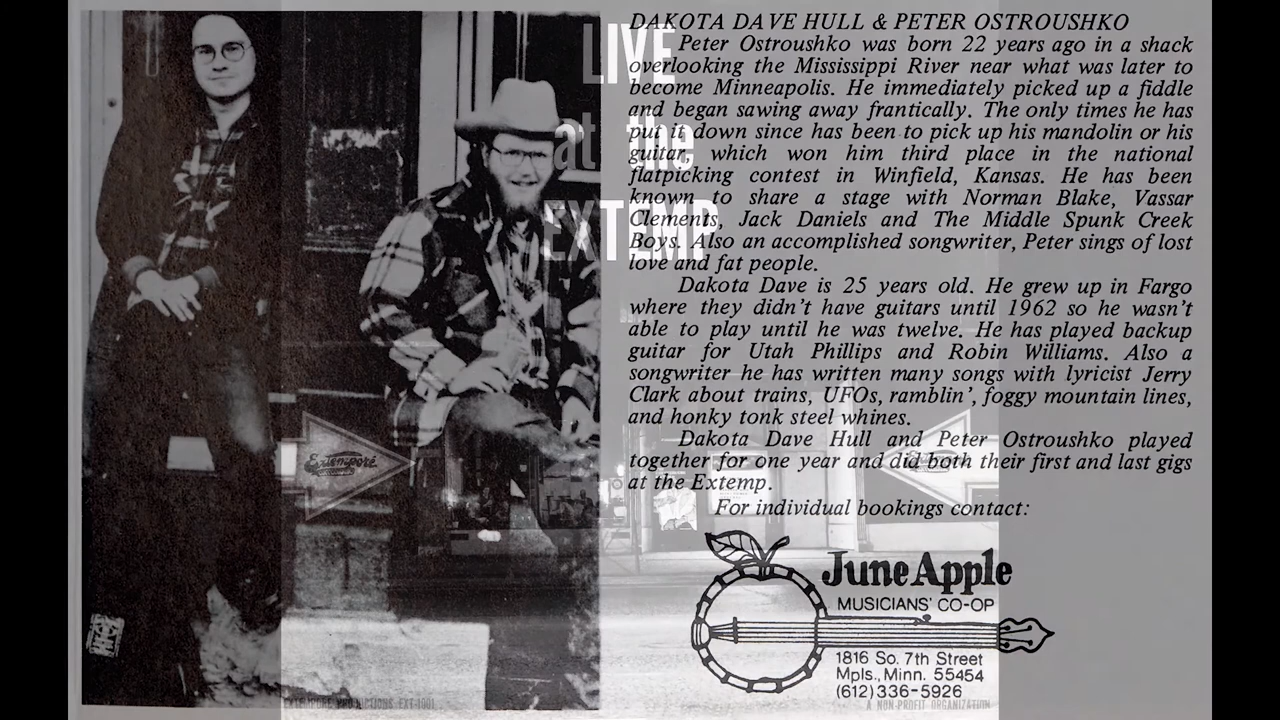 LIVE
at the
EXTEMP
DAKOTA DAVE HULL & PETER OSTROUSHKO
Peter Ostroushko was born 22 years ago in a shack
overlooking the Mississippi River near what was later to
become Minneapolis. He immediately picked up a fiddle
and began sawing away frantically. The only times he has
put it down since has been to pick up his mandolin or his
guitar, which won him third place in the national
flatpicking contest in Winfield, Kansas. He has been
known to share a stage with Norman Blake, Vassar
Clements, Jack Daniels and The Middle Spunk Creek
Boys. Also an accomplished songwriter, Peter sings of lost
love and fat people.
Dakota Dave is 25 years old. He grew up in Fargo
where they didn't have guitars until 1962 so he wasn't
able to play until he was twelve. He has played backup
guitar for Utah Phillips and Robin Williams. Also a
songwriter he has written many songs with lyricist Jerry
Clark about trains, UFOs, ramblin', foggy mountain lines,
and honky tonk steel whines.
Dakota Dave Hull and Peter Ostroushko played
together for one year and did both their first and last gigs
at the Extemp.
For individual bookings contact:
Extemporé
June Apple
MUSICIANS' CO-OP
1816 So. 7th Street
Mpls., Minn. 55454
(612) 336-5926
EXTEMPORE PRODUCTIONS EXT-1001
A NON-PROFIT ORGANIZATION